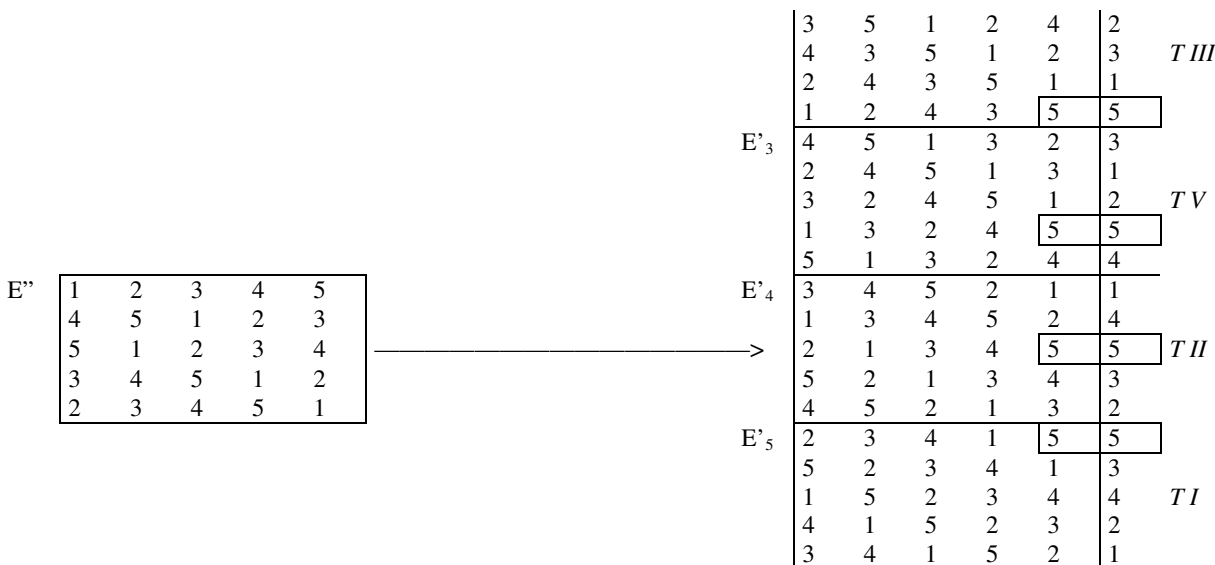 3 5 1 2 4 2
4 3 5 1 2 3 T III
2 4 3 5 1 1
1 2 4 3 5 5
E’3 4 5 1 3 2 3
2 4 5 1 3 1
3 2 4 5 1 2 T V
1 3 2 4 5 5
5 1 3 2 4 4
E” 1 2 3 4 5 E’4 3 4 5 2 1 1
4 5 1 2 3 1 3 4 5 2 4
5 1 2 3 4 ———> 2 1 3 4 5 5 T II
3 4 5 1 2 5 2 1 3 4 3
2 3 4 5 1 4 5 2 1 3 2
E’5 2 3 4 1 5 5
5 2 3 4 1 3
1 5 2 3 4 4 T I
4 1 5 2 3 2
3 4 1 5 2 1